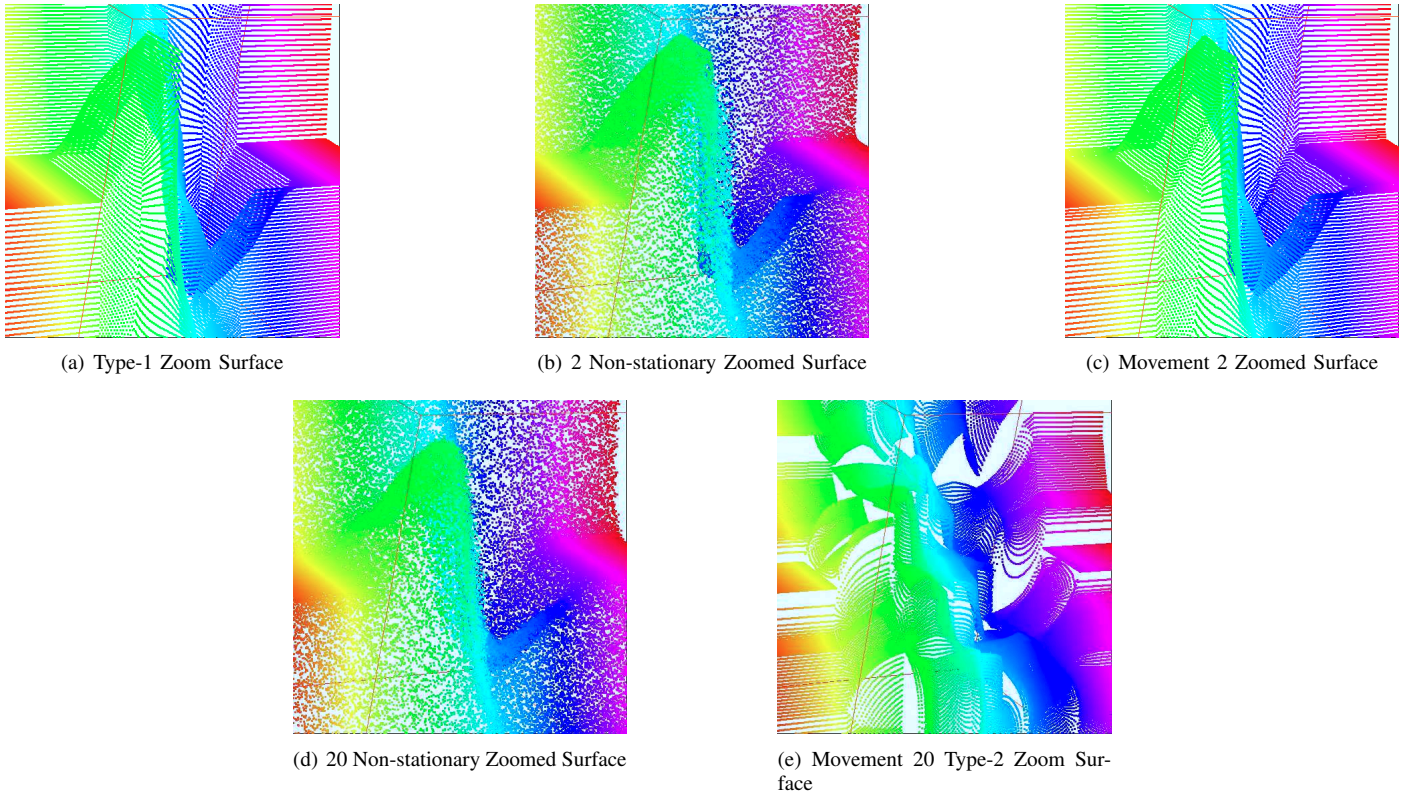 (a) Type-1 Zoom Surface
(b) 2 Non-stationary Zoomed Surface
(c) Movement 2 Zoomed Surface
(d) 20 Non-stationary Zoomed Surface
(e) Movement 20 Type-2 Zoom Sur-
face